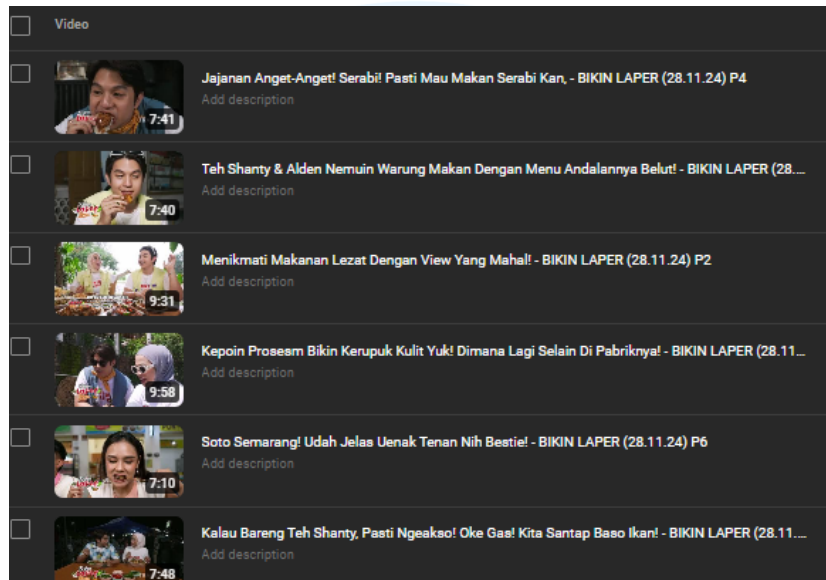 Video
Jajanan Anget-Anget! Serabi! Pasti Mau Makan Serabi Kan, - BIKIN LAPER (28.11.24) P4
Add description
7:41
Teh Shanty & Alden Nemuin Warung Makan Dengan Menu Andalannya Belut! - BIKIN LAPER (28....
Add description
7:40
Menikmati Makanan Lezat Dengan View Yang Mahal! - BIKIN LAPER (28.11.24) P2
Add description
9:31
Kepoin Prosesm Bikin Kerupuk Kulit Yuk! Dimana Lagi Selain Di Pabriknya! - BIKIN LAPER (28.11...
Add description
9:58
Soto Semarang! Udah Jelas Uenak Tenan Nih Bestie! - BIKIN LAPER (28.11.24) P6
Add description
7:10
Kalau Bareng Teh Shanty, Pasti Ngeakso! Oke Gas! Kita Santap Baso Ikan! - BIKIN LAPER (28.11....
Add description
7:48